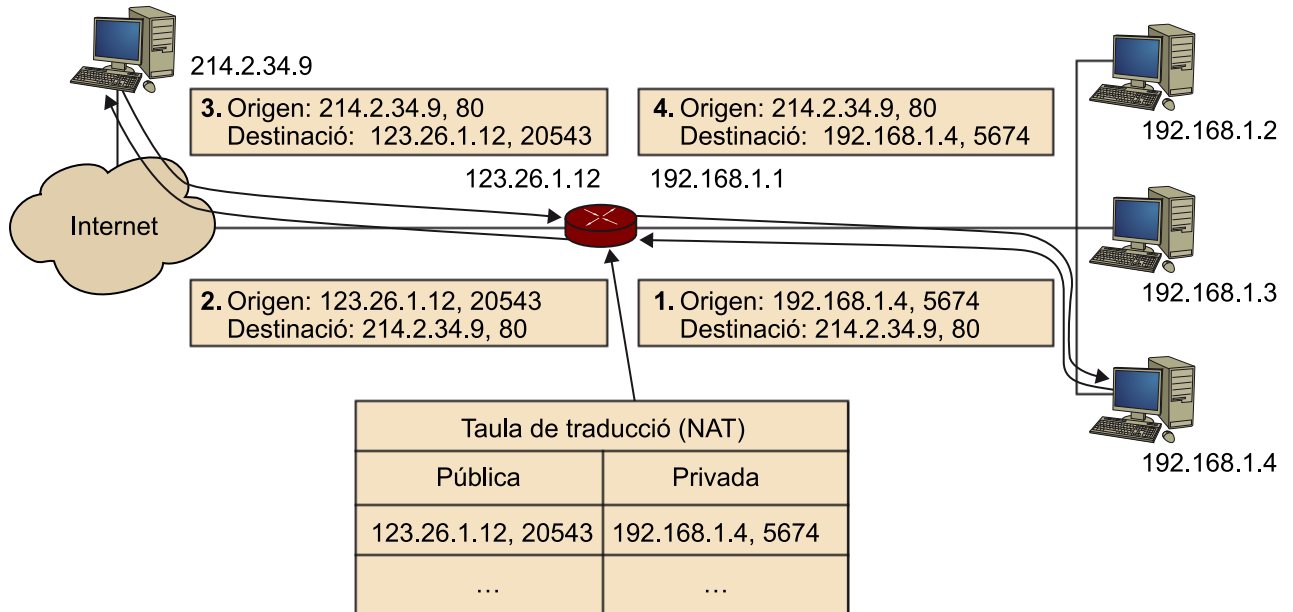 214.2.34.9
3. Origen: 214.2.34.9, 80
Destinació: 123.26.1.12, 20543
4. Origen: 214.2.34.9, 80
Destinació: 192.168.1.4, 5674
192.168.1.2
123.26.1.12
192.168.1.1
Internet
2. Origen: 123.26.1.12, 20543
Destinació: 214.2.34.9, 80
1. Origen: 192.168.1.4, 5674
Destinació: 214.2.34.9, 80
192.168.1.3
Taula de traducció (NAT)
Pública
Privada
123.26.1.12, 20543
192.168.1.4, 5674
…
…
192.168.1.4